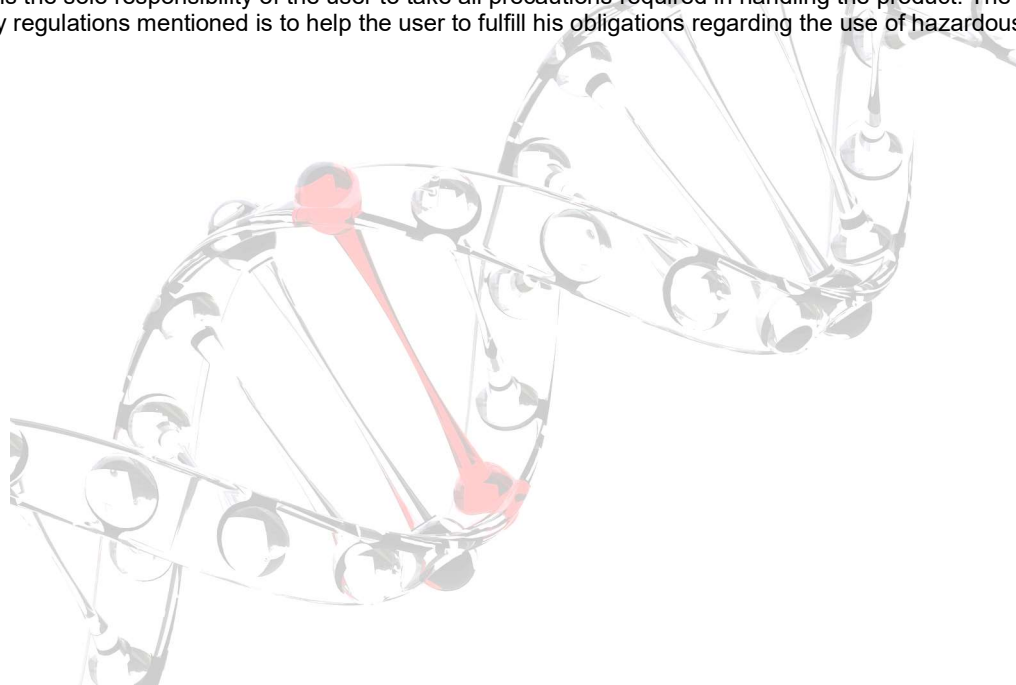 is the sole responsibility of the user to take all precautions required in handling the product. The
regulations mentioned is to help the user to fulfill his obligations regarding the use of hazardous